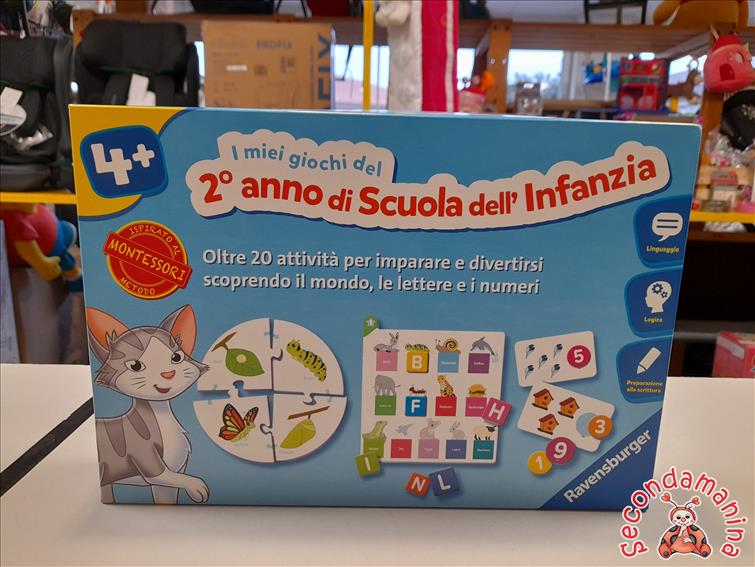 4+
I miei giochi del
2° anno di Scuola dell' Infanzia
ISPIRATO AL
MONTESSORI
METODO
Oltre 20 attività per imparare e divertirsi
scoprendo il mondo, le lettere e i numeri
Linguaggio
Logica
Preparazione
alla scrittura
B
F
H
I
N
L
5
3
1
9
Ravensburger
Secondamanina
PROFIX